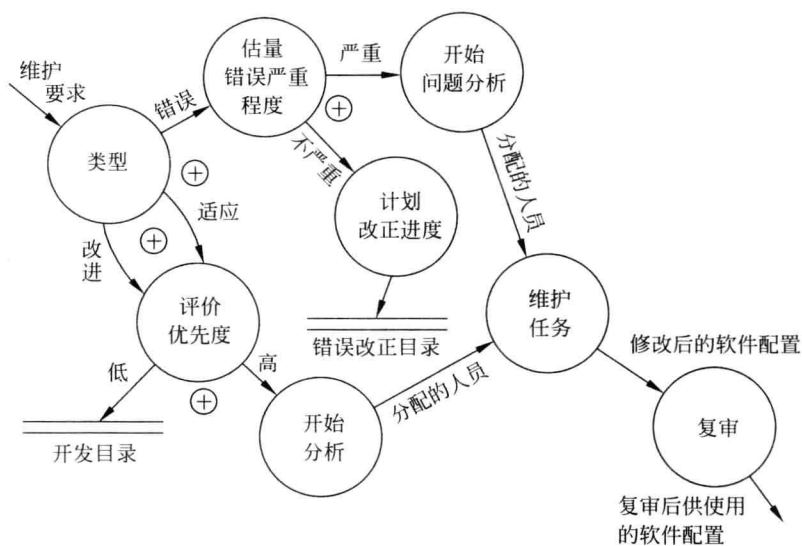 维护
要求
类型
错误
估量
错误严重
程度
严重
开始
问题分析
不严重
计划
改正进度
错误改正目录
分配的人员
适应
改
进
评价
优先度
低
开发目录
高
开始
分析
分配的人员
维护
任务
修改后的软件配置
复审
复审后供使用
的软件配置